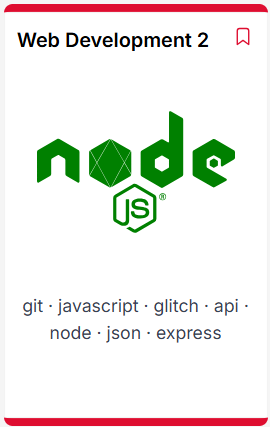 Web Development 2
node
JS ®
git · javascript · glitch · api ·
node · json · express